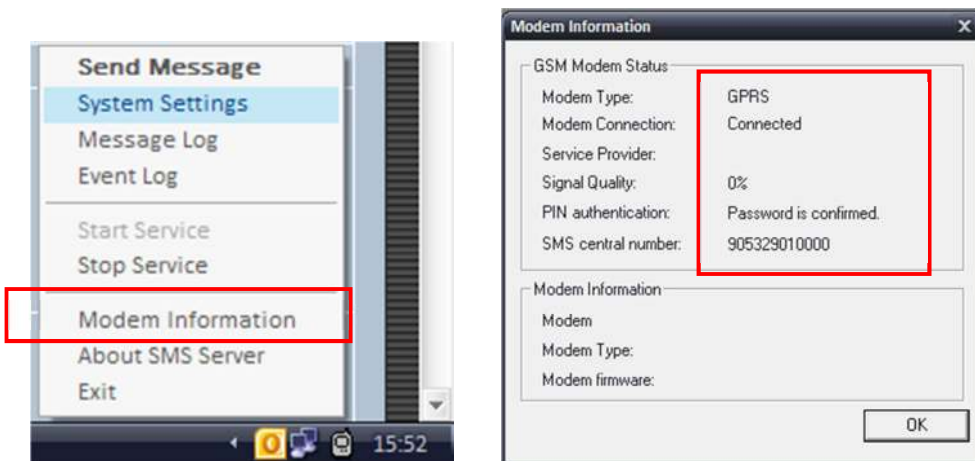 Send Message
System Settings
Message Log
Event Log
Start Service
Stop Service
Modem Information
About SMS Server
Exit
15:52
Modem Information X
GSM Modem Status
Modem Type: GPRS
Modem Connection: Connected
Service Provider:
Signal Quality: 0%
PIN authentication: Password is confirmed.
SMS central number: 905329010000
Modem Information
Modem
Modem Type:
Modem firmware:
OK